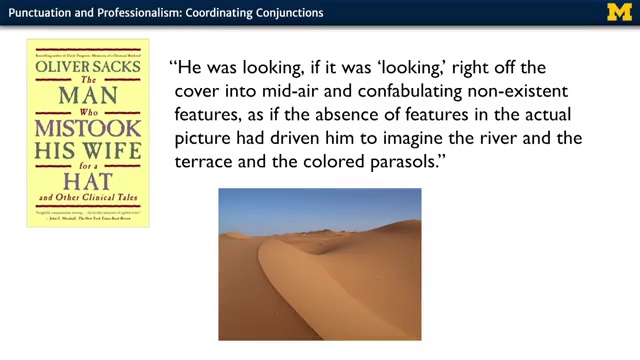 Punctuation and Professionalism: Coordinating Conjunctions
M
OLIVER SACKS
The
MAN
Who
MISTOOK
HIS WIFE
for a
HAT
and Other Clinical Tales
“He was looking, if it was ‘looking,’ right off the
cover into mid-air and confabulating non-existent
features, as if the absence of features in the actual
picture had driven him to imagine the river and the
terrace and the colored parasols.”